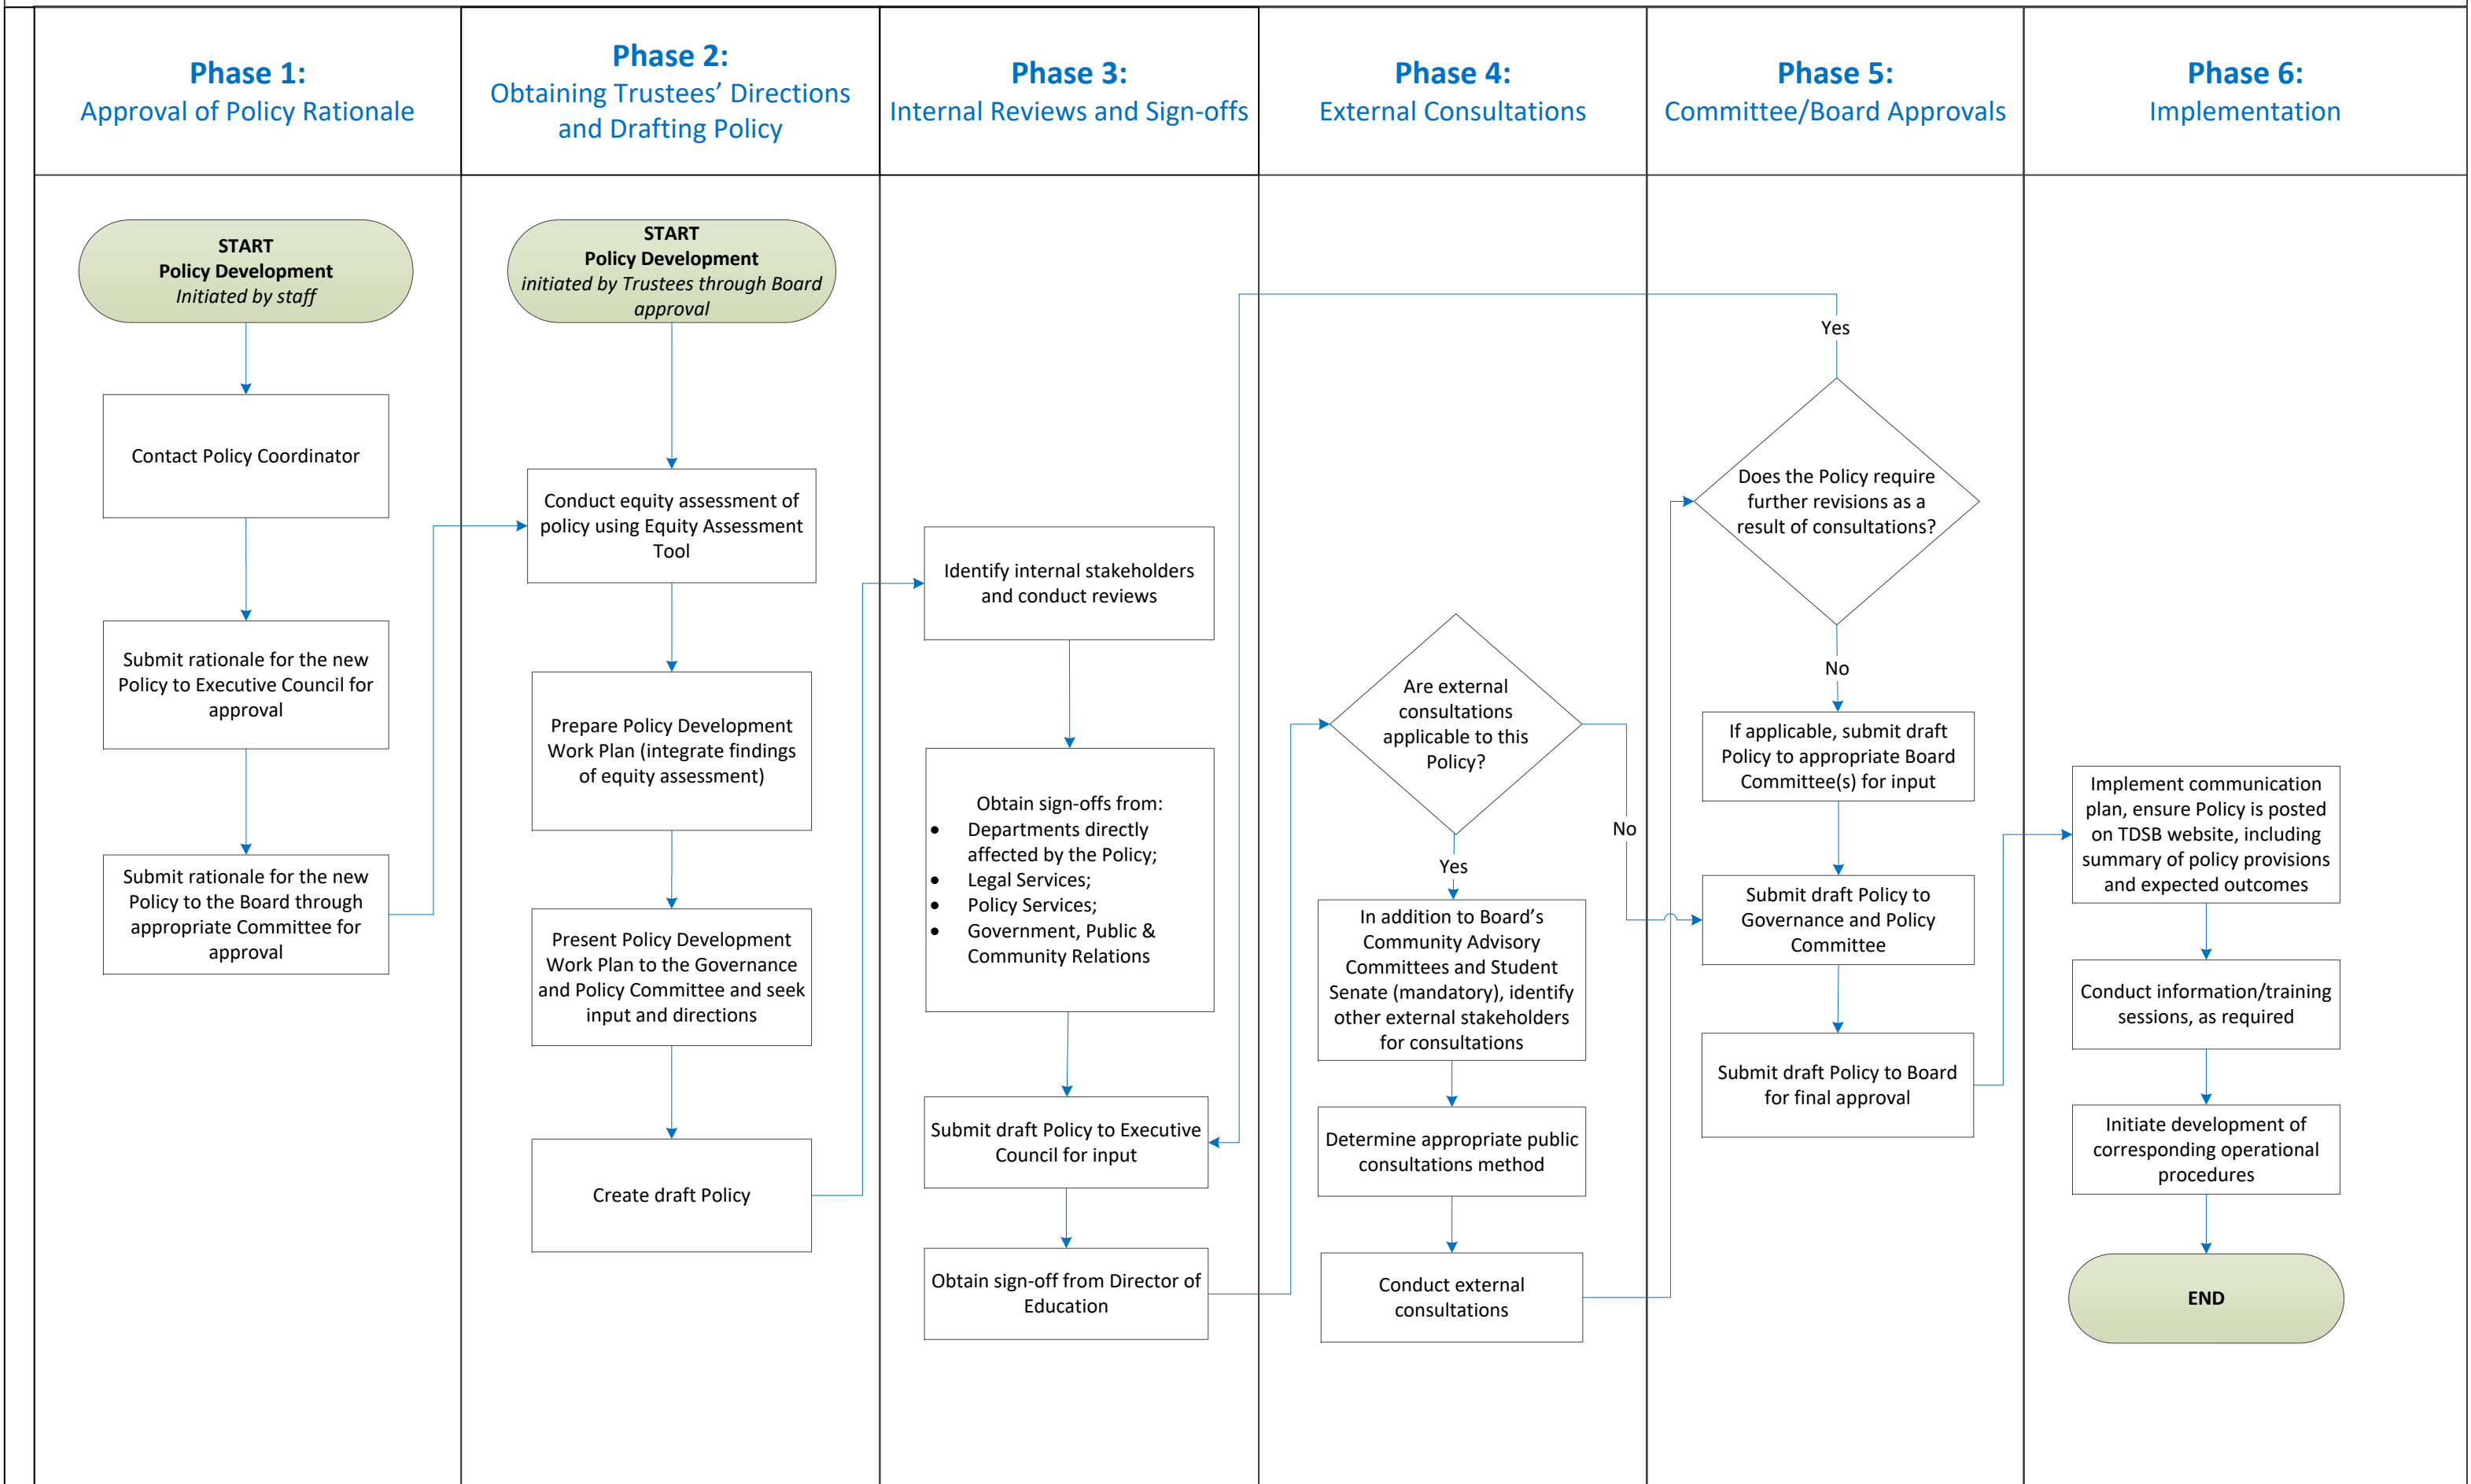 Phase 1:
Approval of Policy Rationale
Phase 2:
Obtaining Trustees’ Directions
and Drafting Policy
Phase 3:
Internal Reviews and Sign-offs
Phase 4:
External Consultations
Phase 5:
Committee/Board Approvals
Phase 6:
Implementation
START
Policy Development
Initiated by staff
Contact Policy Coordinator
Submit rationale for the new
Policy to Executive Council for
approval
Submit rationale for the new
Policy to the Board through
appropriate Committee for
approval
START
Policy Development
initiated by Trustees through Board
approval
Conduct equity assessment of
policy using Equity Assessment
Tool
Prepare Policy Development
Work Plan (integrate findings
of equity assessment)
Present Policy Development
Work Plan to the Governance
and Policy Committee and seek
input and directions
Create draft Policy
Identify internal stakeholders
and conduct reviews
Obtain sign-offs from:
• Departments directly
affected by the Policy;
• Legal Services;
• Policy Services;
• Government, Public &
Community Relations
Submit draft Policy to Executive
Council for input
Obtain sign-off from Director of
Education
Are external
consultations
applicable to this
Policy?
No
Yes
In addition to Board’s
Community Advisory
Committees and Student
Senate (mandatory), identify
other external stakeholders
for consultations
Determine appropriate public
consultations method
Conduct external
consultations
Yes
Does the Policy require
further revisions as a
result of consultations?
No
If applicable, submit draft
Policy to appropriate Board
Committee(s) for input
Submit draft Policy to
Governance and Policy
Committee
Submit draft Policy to Board
for final approval
Implement communication
plan, ensure Policy is posted
on TDSB website, including
summary of policy provisions
and expected outcomes
Conduct information/training
sessions, as required
Initiate development of
corresponding operational
procedures
END